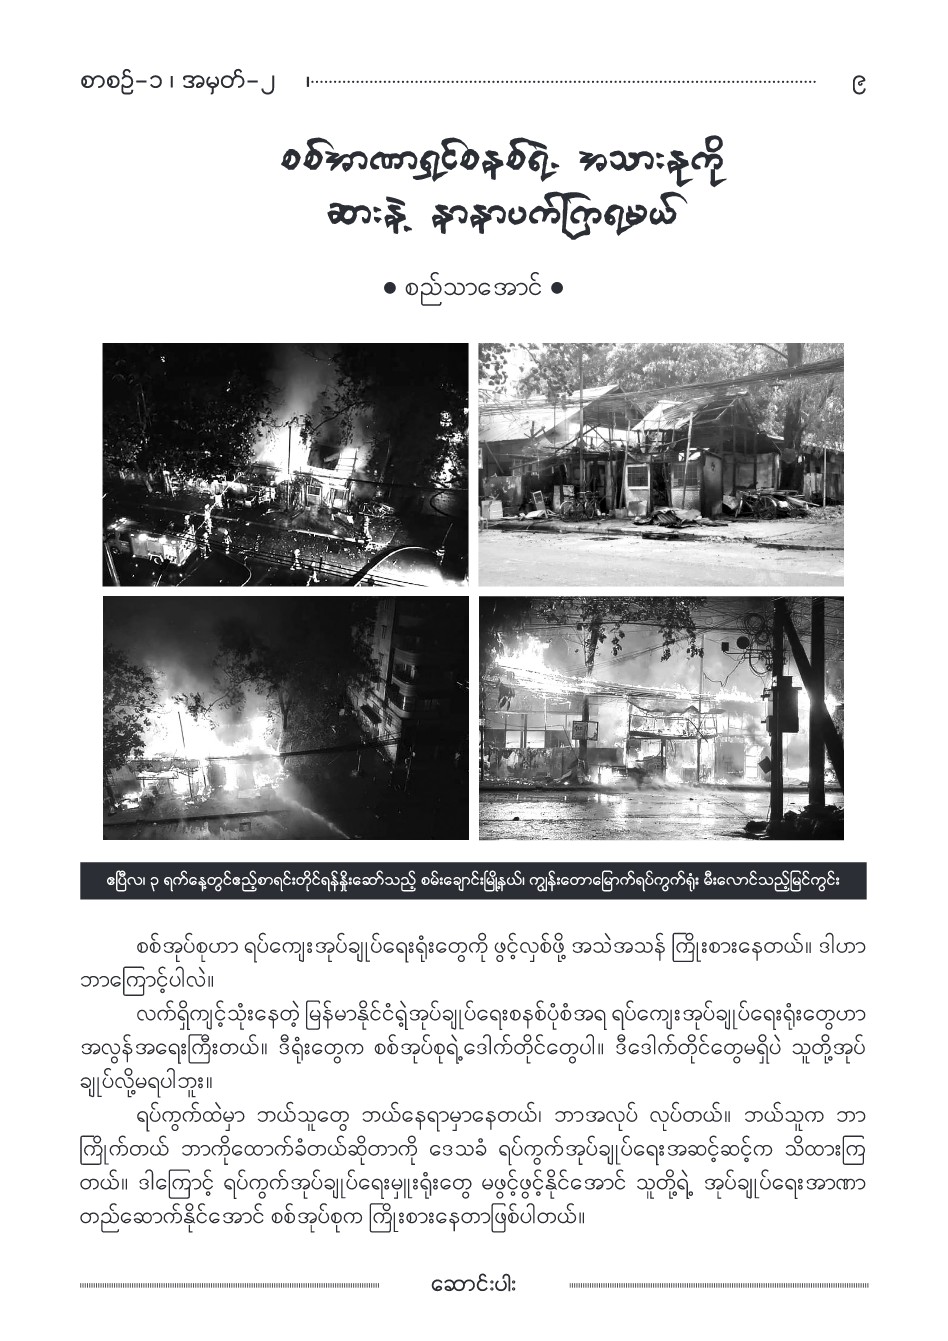 စာစဉ်-၁ ၊ အမှတ်-၂
၉
စစ်အာဏာရှင်စနစ်ရဲ့ အသားနုကို
ဆားနဲ့ နာနာပက်ကြရမယ်
● စည်သာအောင် ●
ဧပြီလ၊ ၃ ရက်နေ့တွင်ဧည့်စာရင်းတိုင်ရန်နှိုးဆော်သည့် စမ်းချောင်းမြို့နယ်၊ ကျွန်းတောမြောက်ရပ်ကွက်ရုံး မီးလောင်သည့်မြင်ကွင်း
စစ်အုပ်စုဟာ ရပ်ကျေးအုပ်ချုပ်ရေးရုံးတွေကို ဖွင့်လှစ်ဖို့ အသဲအသန် ကြိုးစားနေတယ်။ ဒါဟာ
ဘာကြောင့်ပါလဲ။
လက်ရှိကျင့်သုံးနေတဲ့ မြန်မာနိုင်ငံရဲ့အုပ်ချုပ်ရေးစနစ်ပုံစံအရ ရပ်ကျေးအုပ်ချုပ်ရေးရုံးတွေဟာ
အလွန်အရေးကြီးတယ်။ ဒီရုံးတွေက စစ်အုပ်စုရဲ့ဒေါက်တိုင်တွေပါ။ ဒီဒေါက်တိုင်တွေမရှိပဲ သူတို့အုပ်
ချုပ်လို့မရပါဘူး။
ရပ်ကွက်ထဲမှာ ဘယ်သူတွေ ဘယ်နေရာမှာနေတယ်၊ ဘာအလုပ် လုပ်တယ်။ ဘယ်သူက ဘာ
ကြိုက်တယ် ဘာကိုထောက်ခံတယ်ဆိုတာကို ဒေသခံ ရပ်ကွက်အုပ်ချုပ်ရေးအဆင့်ဆင့်က သိထားကြ
တယ်။ ဒါကြောင့် ရပ်ကွက်အုပ်ချုပ်ရေးမှူးရုံးတွေ မဖွင့်ဖွင့်နိုင်အောင် သူတို့ရဲ့ အုပ်ချုပ်ရေးအာဏာ
တည်ဆောက်နိုင်အောင် စစ်အုပ်စုက ကြိုးစားနေတာဖြစ်ပါတယ်။
ဆောင်းပါး